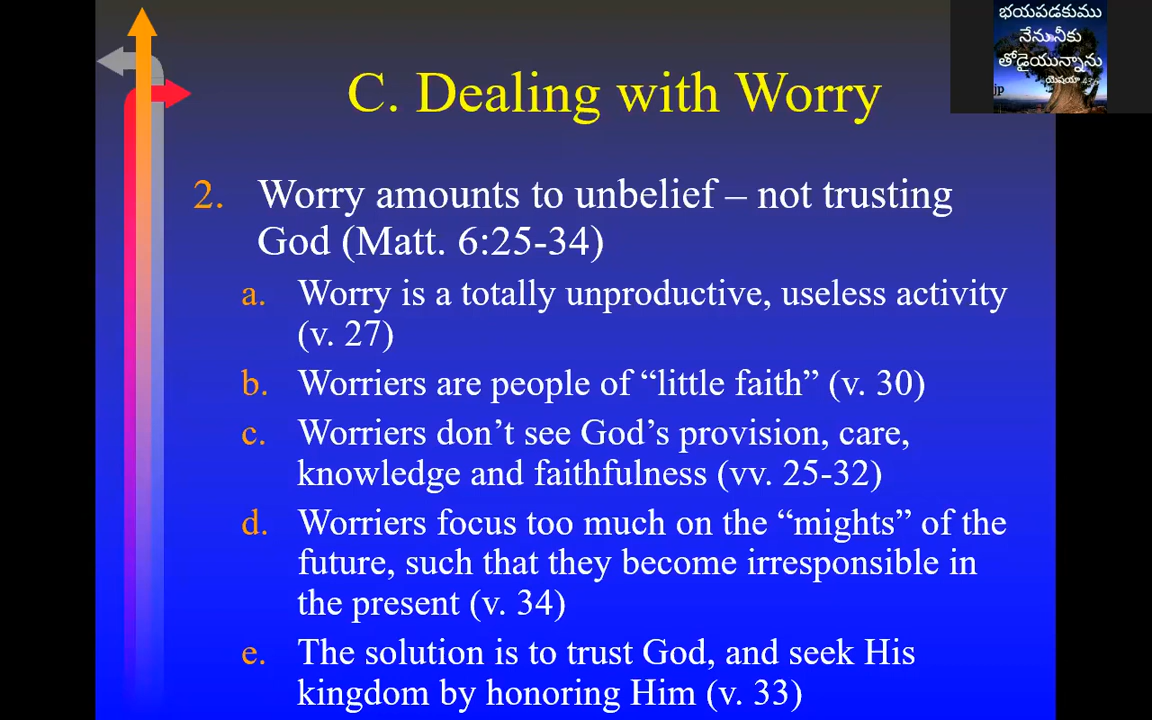 C. Dealing with Worry
2. Worry amounts to unbelief – not trusting
God (Matt. 6:25-34)
a. Worry is a totally unproductive, useless activity
(v. 27)
b. Worriers are people of “little faith” (v. 30)
c. Worriers don’t see God’s provision, care,
knowledge and faithfulness (vv. 25-32)
d. Worriers focus too much on the “mights” of the
future, such that they become irresponsible in
the present (v. 34)
e. The solution is to trust God, and seek His
kingdom by honoring Him (v. 33)
భయపడకుము
నేను నీకు
తోడైయున్నాను
యెషయా
jp